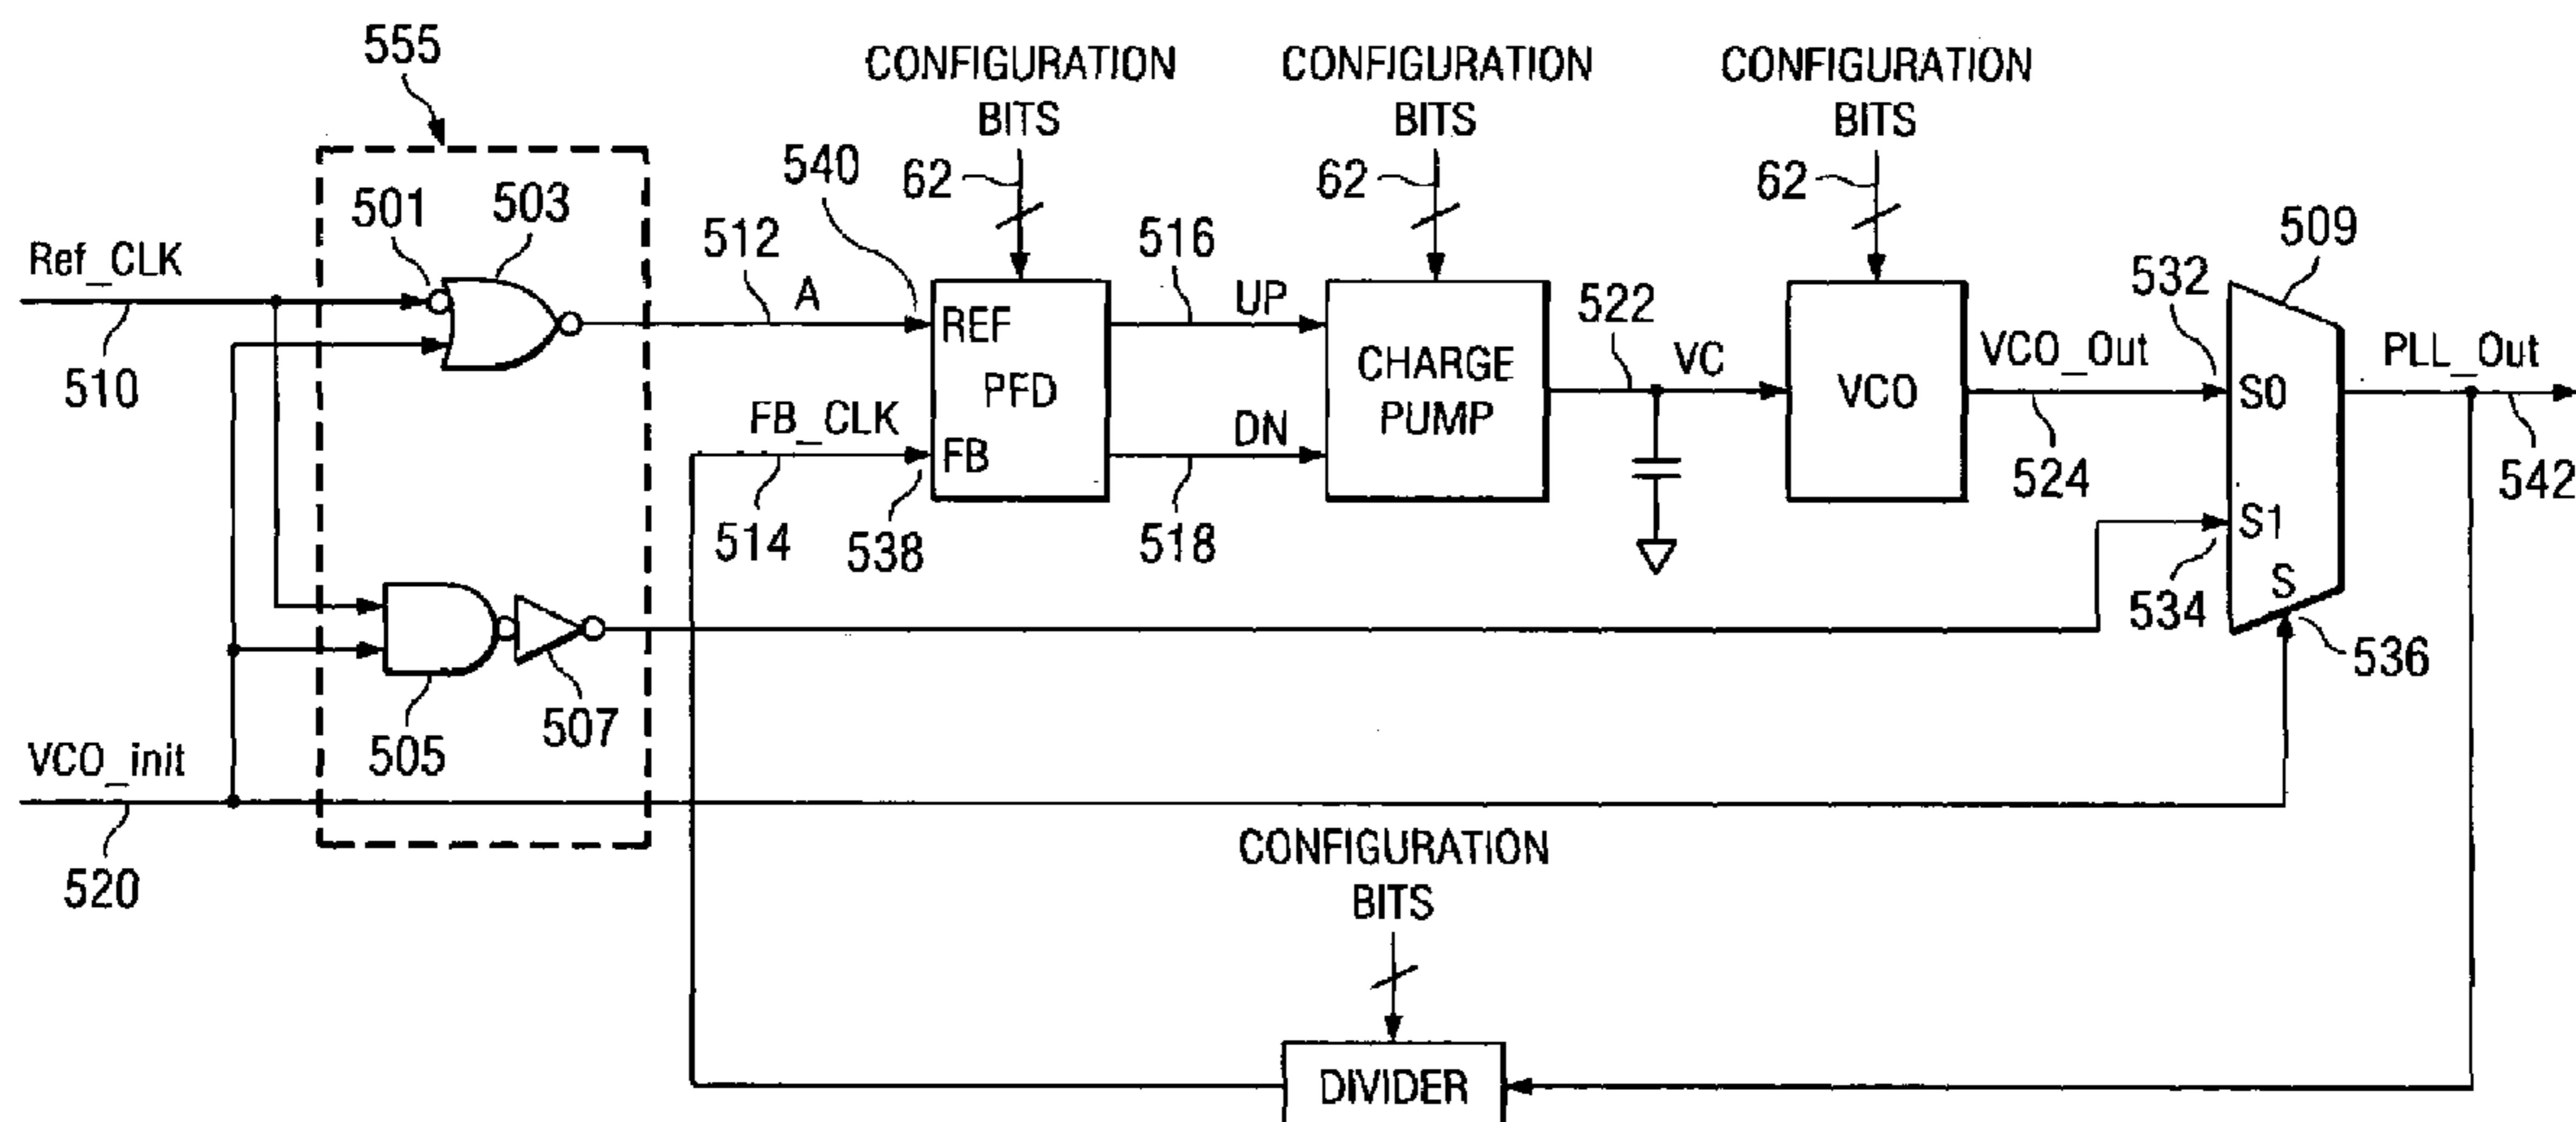 555
CONFIGURATION
BITS
CONFIGURATION
BITS
CONFIGURATION
BITS
540
62
62
62
501
503
512
516
509
Ref_CLK
A
UP
522
532
510
REF
PFD
CHARGE
PUMP
VC
VCO
VCO_Out
S0
PLL_Out
FB_CLK
FB
DN
524
542
514
538
518
S1
534
S
536
505
507
VCO_init
520
CONFIGURATION
BITS
DIVIDER